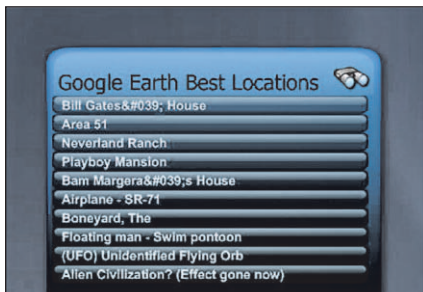 Google Earth Best Locations
Bill Gates&#039; House
Area 51
Neverland Ranch
Playboy Mansion
Bam Margera&#039;s House
Airplane - SR-71
Boneyard, The
Floating man - Swim pontoon
(UFO) Unidentified Flying Orb
Alien Civilization? (Effect gone now)